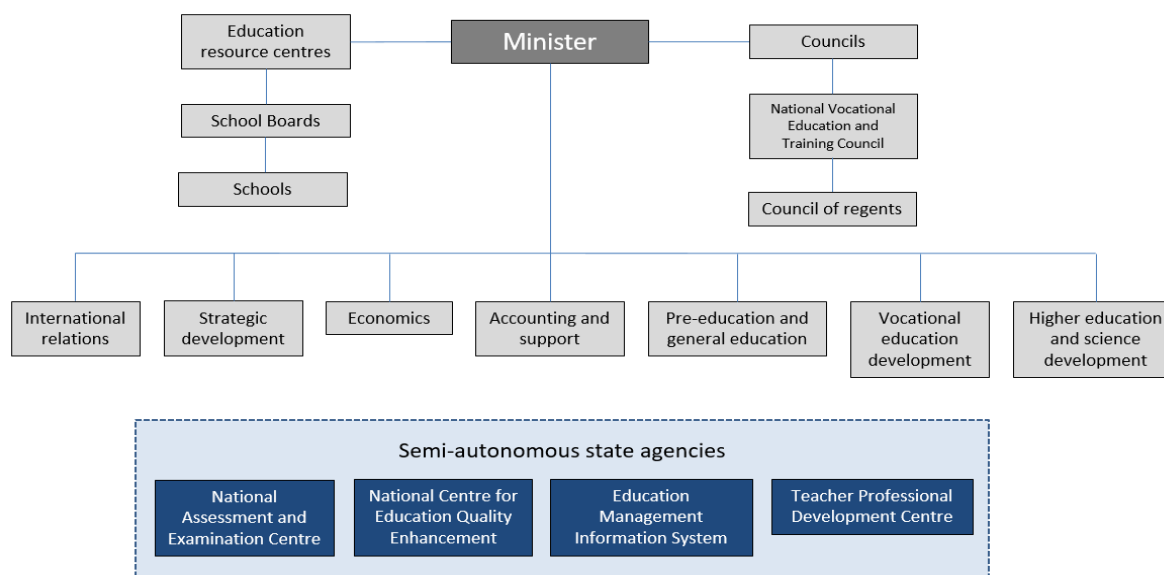 Education
resource centres
Minister
Councils
School Boards
National Vocational
Education and
Training Council
Schools
Council of regents
International
relations
Strategic
development
Economics
Accounting and
support
Pre-education and
general education
Vocational
education
development
Higher education
and science
development
Semi-autonomous state agencies
National
Assessment and
Examination Centre
National Centre for
Education Quality
Enhancement
Education
Management
Information System
Teacher Professional
Development Centre